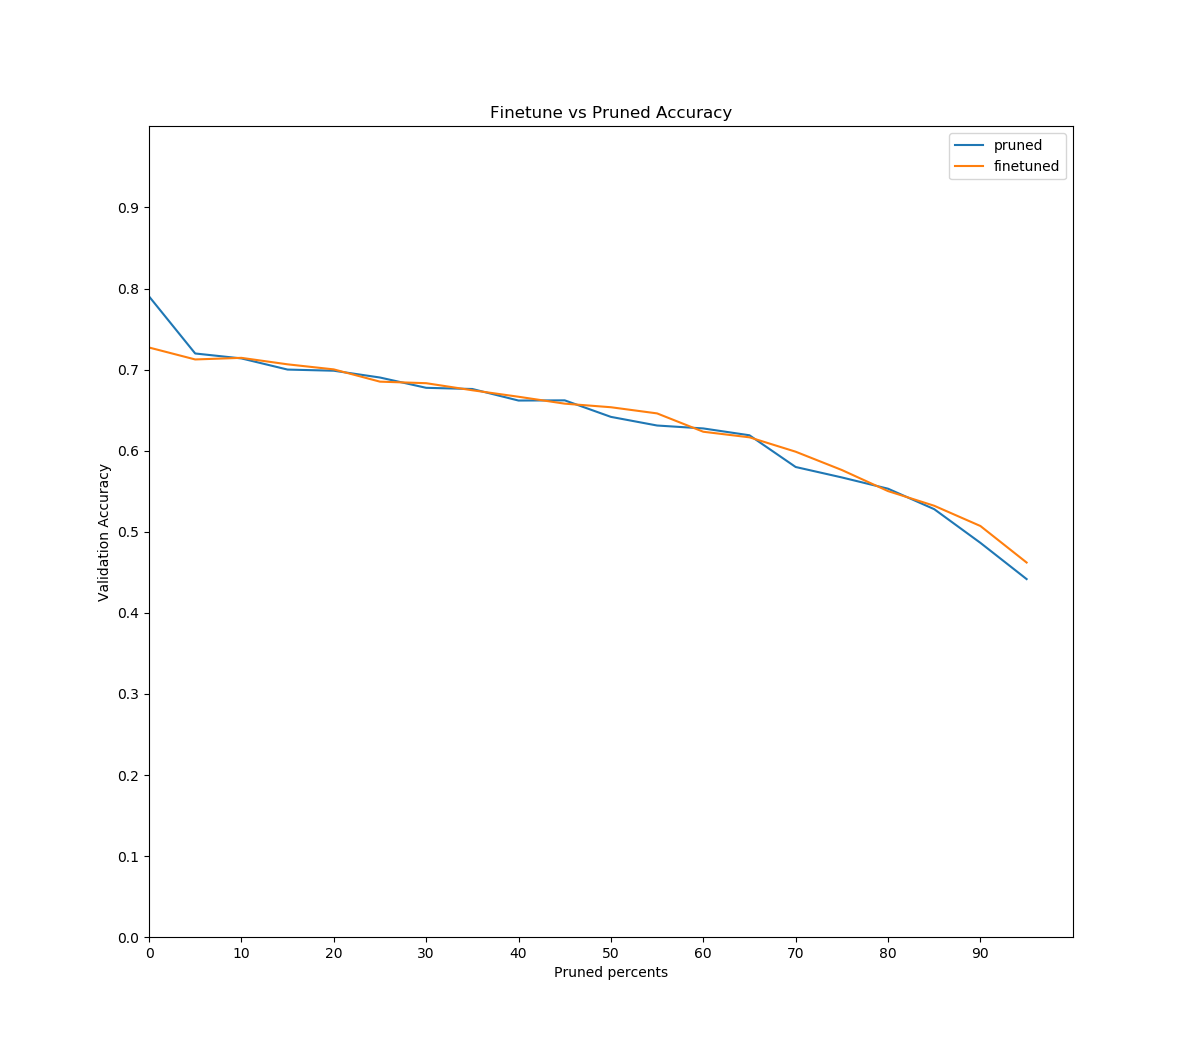 Finetune vs Pruned Accuracy
pruned
finetuned
0.9
0.8
0.7
0.6
0.5
0.4
0.3
0.2
0.1
0.0
Validation Accuracy
0 10 20 30 40 50 60 70 80 90
Pruned percents